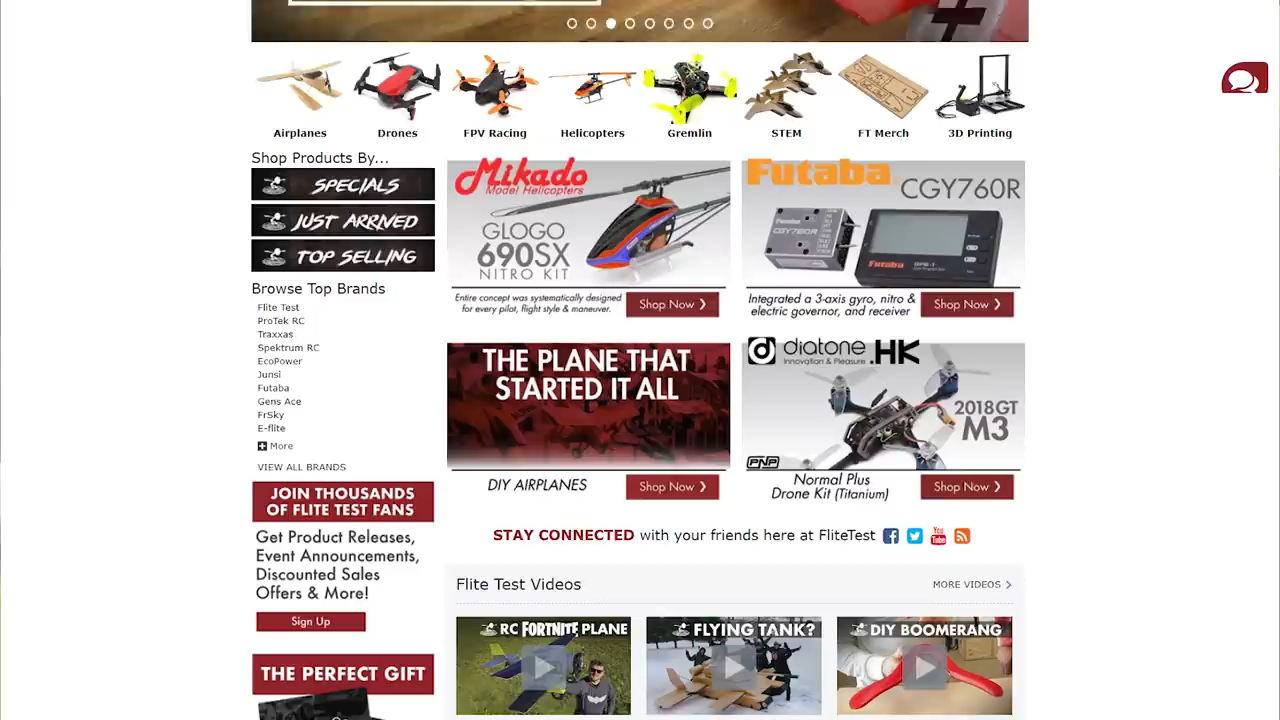 Airplanes
Drones
FPV Racing
Helicopters
Gremlin
STEM
FT Merch
3D Printing
Shop Products By...
SPECIALS
JUST ARRIVED
TOP SELLING
Browse Top Brands
Flite Test
ProTek RC
Traxxas
Spektrum RC
EcoPower
Junsi
Futaba
Gens Ace
FrSky
E-flite
More
VIEW ALL BRANDS
JOIN THOUSANDS
OF FLITE TEST FANS
Get Product Releases,
Event Announcements,
Discounted Sales
Offers & More!
Sign Up
THE PERFECT GIFT
Mikado
Model Helicopters
GLOGO
690SX
NITRO KIT
Entire concept was systematically designed
for every pilot, flight style & maneuver.
Shop Now ❯
Futaba
CGY760R
Futaba
CGY760R
Futaba
Integrated a 3-axis gyro, nitro &
electric governor, and receiver
Shop Now ❯
THE PLANE THAT
STARTED IT ALL
DIY AIRPLANES
Shop Now ❯
diatone .HK
Innovation & Pleasure
2018GT
M3
PNP
Normal Plus
Drone Kit (Titanium)
Shop Now ❯
STAY CONNECTED with your friends here at FliteTest
You
Tube
Flite Test Videos
MORE VIDEOS
RC FORTNITE PLANE
FLYING TANK?
DIY BOOMERANG